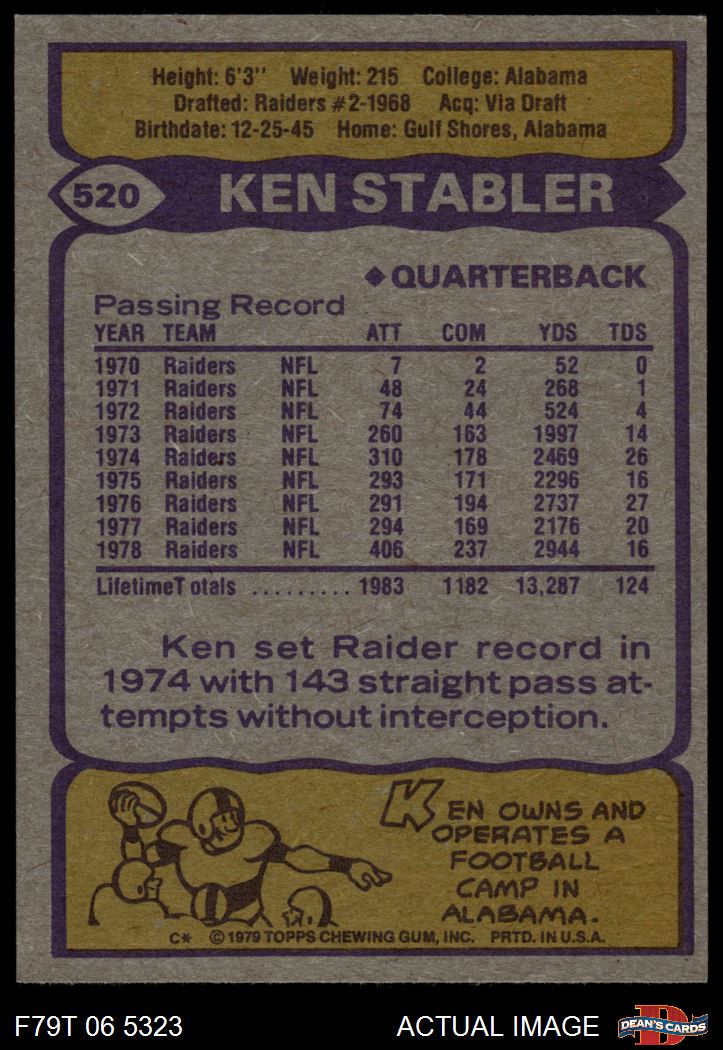 Height: 6'3'' Weight: 215 College: Alabama
Drafted: Raiders #2-1968 Acq: Via Draft
Birthdate: 12-25-45 Home: Gulf Shores, Alabama
520 KEN STABLER
◆ QUARTERBACK
Passing Record
YEAR TEAM ATT COM YDS TDS
1970 Raiders NFL 7 2 52 0
1971 Raiders NFL 48 24 268 1
1972 Raiders NFL 74 44 524 4
1973 Raiders NFL 260 163 1997 14
1974 Raiders NFL 310 178 2469 26
1975 Raiders NFL 293 171 2296 16
1976 Raiders NFL 291 194 2737 27
1977 Raiders NFL 294 169 2176 20
1978 Raiders NFL 406 237 2944 16
LifetimeT otals .......... 1983 1182 13,287 124
Ken set Raider record in
1974 with 143 straight pass at-
tempts without interception.
KEN OWNS AND
OPERATES A
FOOTBALL
CAMP IN
ALABAMA.
C* © 1979 TOPPS CHEWING GUM, INC. PRTD. IN U.S.A.
F79T 06 5323 ACTUAL IMAGE D DEAN'S CARDS